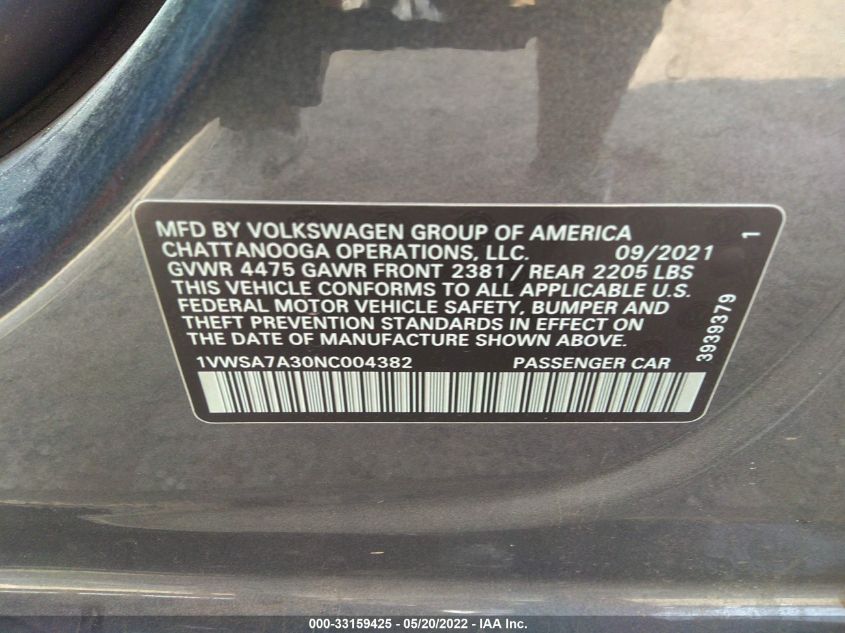 MFD BY VOLKSWAGEN GROUP OF AMERICA
CHATTANOOGA OPERATIONS, LLC. 09/2021
GVWR 4475 GAWR FRONT 2381 / REAR 2205 LBS
THIS VEHICLE CONFORMS TO ALL APPLICABLE U.S.
FEDERAL MOTOR VEHICLE SAFETY, BUMPER AND
THEFT PREVENTION STANDARDS IN EFFECT ON
THE DATE OF MANUFACTURE SHOWN ABOVE.
1VWSA7A30NC004382 PASSENGER CAR
1
3939379
000-33159425 - 05/20/2022 - IAA Inc.